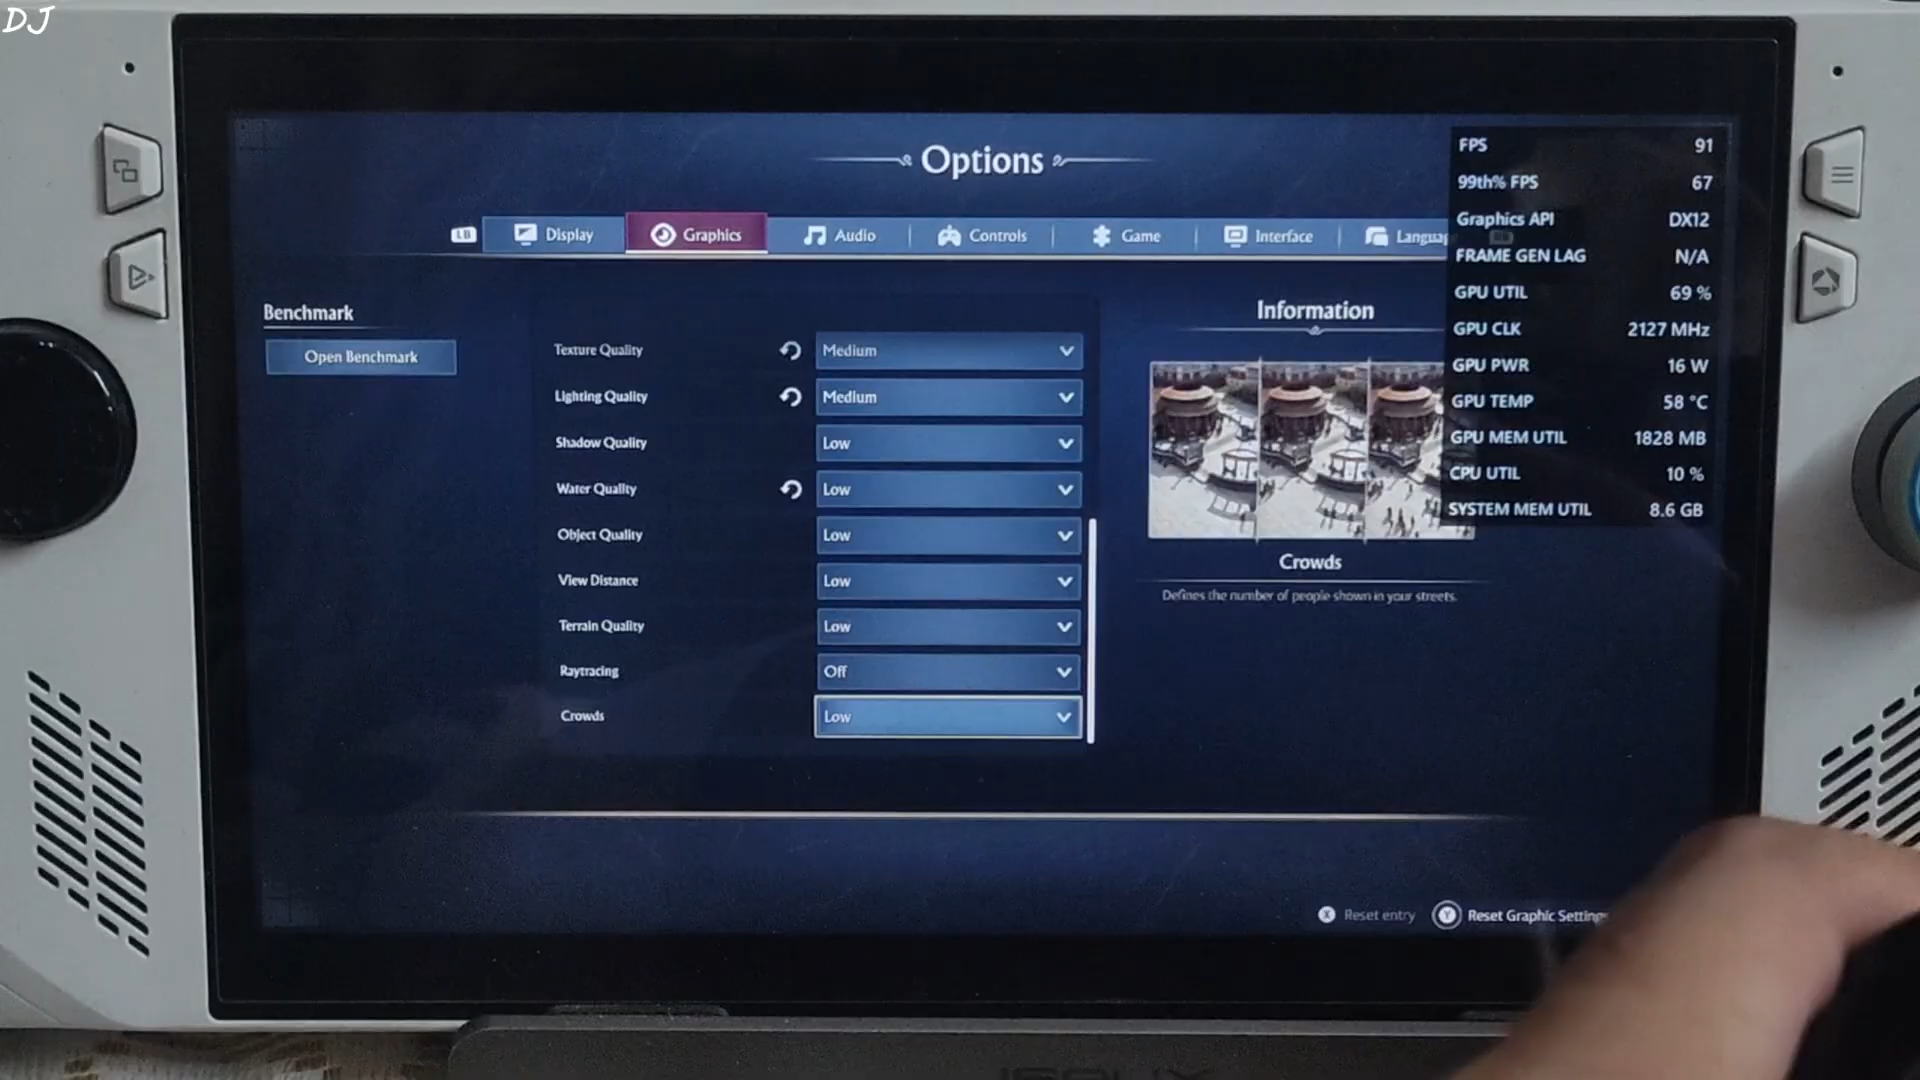 DJ
Options
LB Display Graphics Audio Controls Game Interface
Benchmark
Open Benchmark
Texture Quality Medium
Lighting Quality Medium
Shadow Quality Low
Water Quality Low
Object Quality Low
View Distance Low
Terrain Quality Low
Raytracing Off
Crowds Low
Information
Crowds
Defines the number of people shown in your streets.
FPS 91
99th% FPS 67
Graphics API DX12
FRAME GEN LAG N/A
GPU UTIL 69 %
GPU CLK 2127 MHz
GPU PWR 16 W
GPU TEMP 58 °C
GPU MEM UTIL 1828 MB
CPU UTIL 10 %
SYSTEM MEM UTIL 8.6 GB
X Reset entry Y Reset Graphic Settings